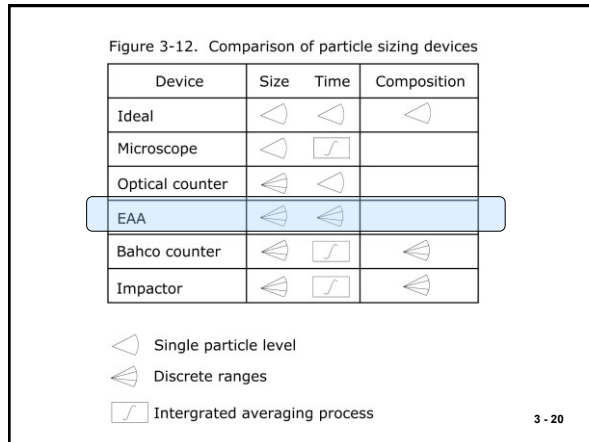 Figure 3-12. Comparison of particle sizing devices
Device Size Time Composition
Ideal
Microscope
Optical counter
EAA
Bahco counter
Impactor
Single particle level
Discrete ranges
Intergrated averaging process
3 - 20